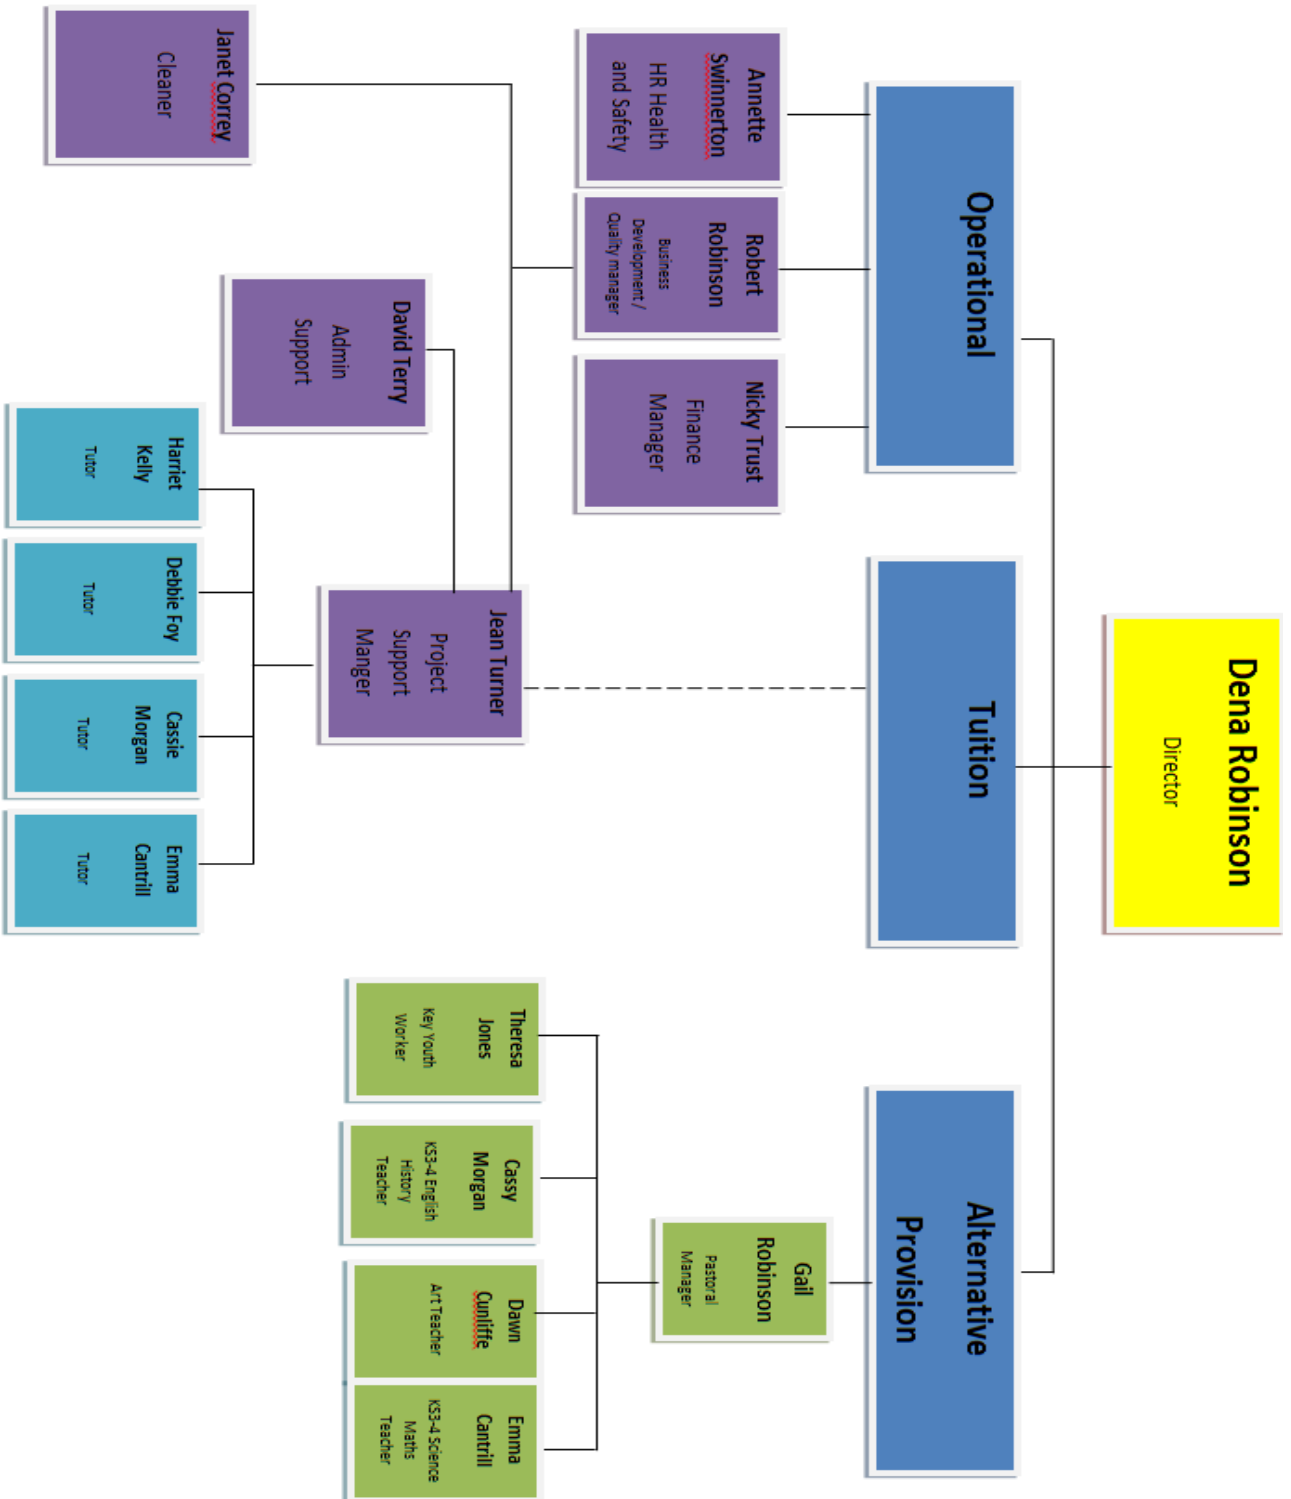 Dena Robinson
Director
Operational
Tuition
Alternative
Provision
Annette
Swinnerton
HR Health
and Safety
Robert
Robinson
Business
Development /
Quality manager
Nicky Trust
Finance
Manager
Gail
Robinson
Pastoral
Manager
Janet Correy
Cleaner
David Terry
Admin
Support
Jean Turner
Project
Support
Manger
Theresa
Jones
Key Youth
Worker
Cassy
Morgan
KS3-4 English
History
Teacher
Dawn
Cunliffe
Art Teacher
Emma
Cantrill
KS3-4 Science
Maths
Teacher
Harriet
Kelly
Tutor
Debbie Foy
Tutor
Cassie
Morgan
Tutor
Emma
Cantrill
Tutor